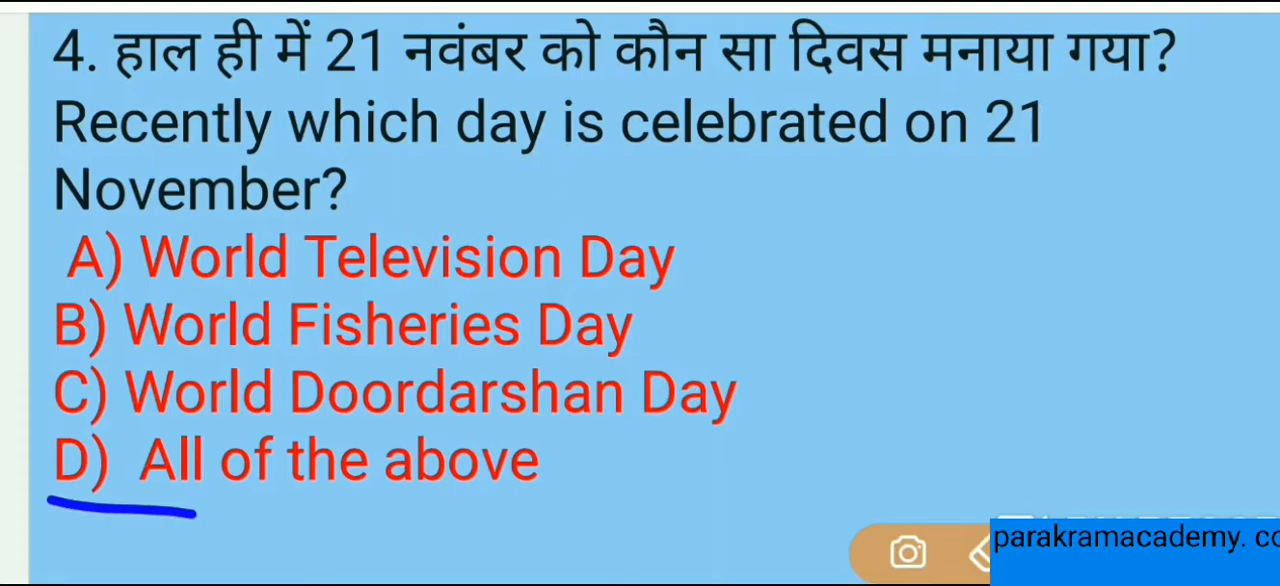 4. हाल ही में 21 नवंबर को कौन सा दिवस मनाया गया?
Recently which day is celebrated on 21
November?
A) World Television Day
B) World Fisheries Day
C) World Doordarshan Day
D) All of the above
parakramacademy. co